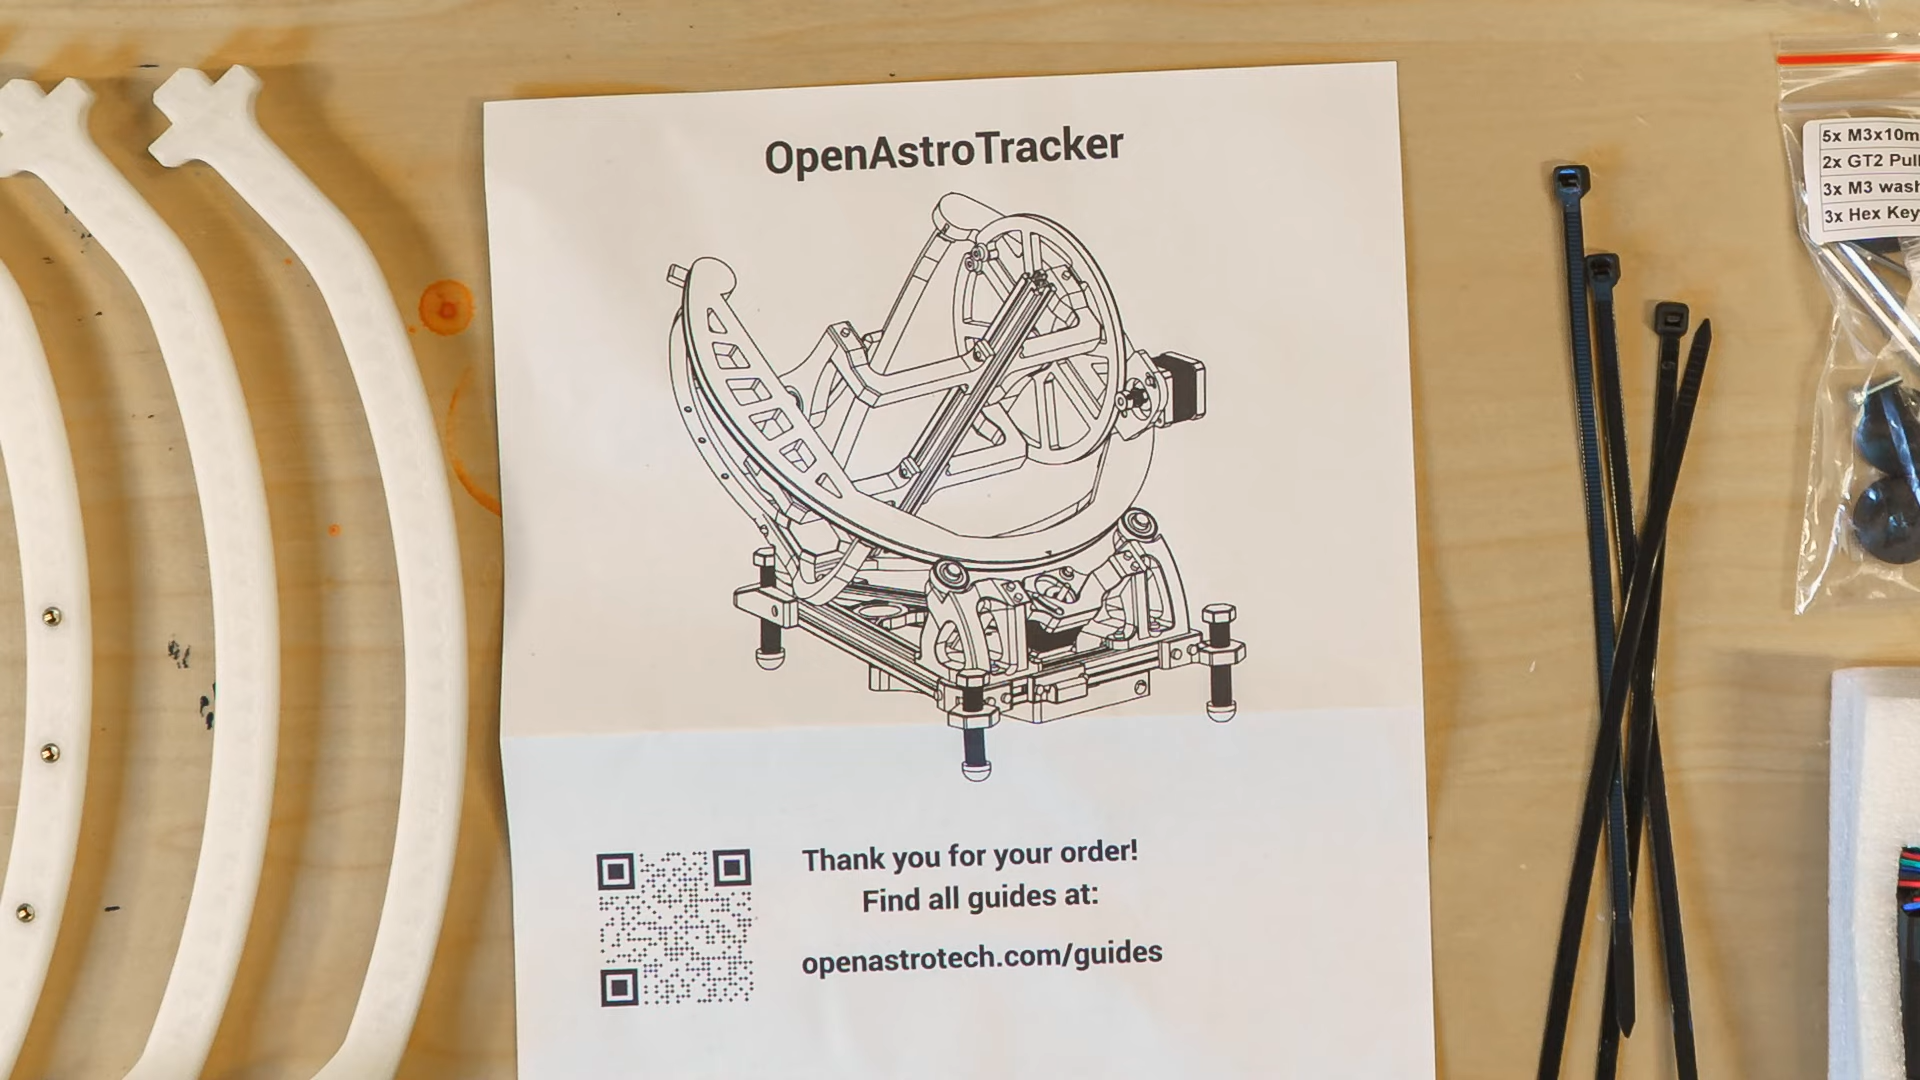 OpenAstroTracker
Thank you for your order!
Find all guides at:
openastrotech.com/guides
5x M3x10m
2x GT2 Pull
3x M3 wash
3x Hex Key